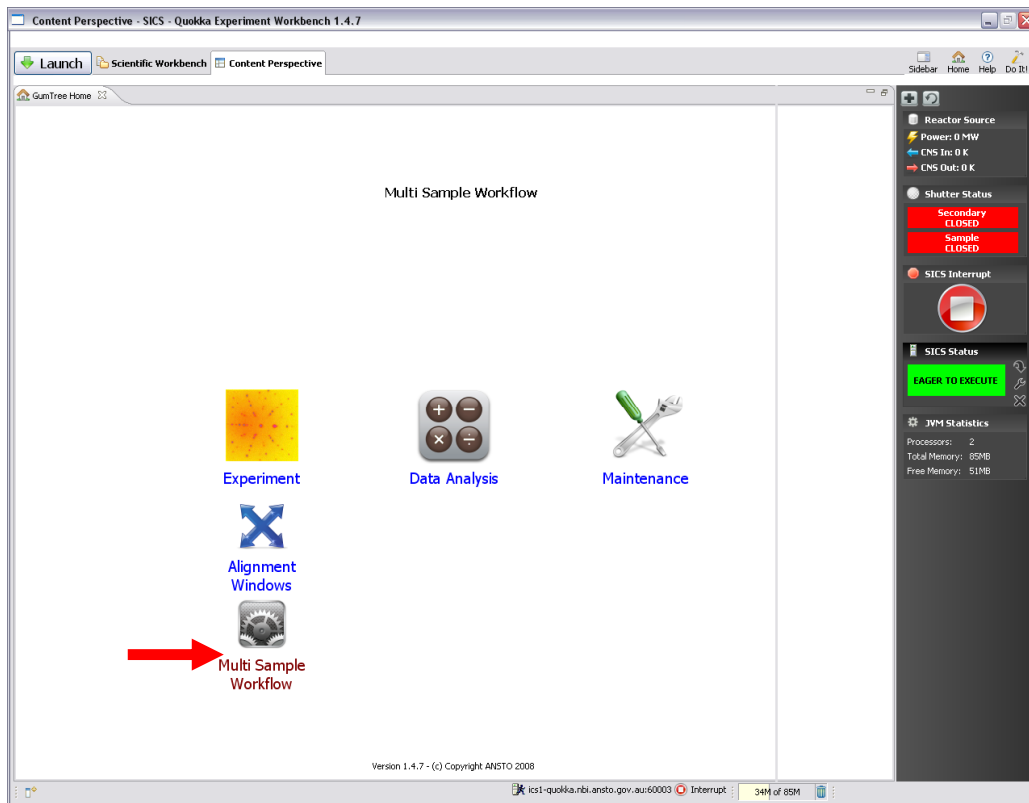 Content Perspective - SICS - Quokka Experiment Workbench 1.4.7
Launch Scientific Workbench Content Perspective
Sidebar Home Help Do It!
GumTree Home
Multi Sample Workflow
Experiment
Data Analysis
Maintenance
Alignment
Windows
Multi Sample
Workflow
Version 1.4.7 - (c) Copyright ANSTO 2008
Reactor Source
Power: 0 MW
CNS In: 0 K
CNS Out: 0 K
Shutter Status
Secondary
CLOSED
Sample
CLOSED
SICS Interrupt
SICS Status
EAGER TO EXECUTE
JVM Statistics
Processors: 2
Total Memory: 85MB
Free Memory: 51MB
ics1-quokka.nbi.ansto.gov.au:60003 Interrupt 34M of 85M